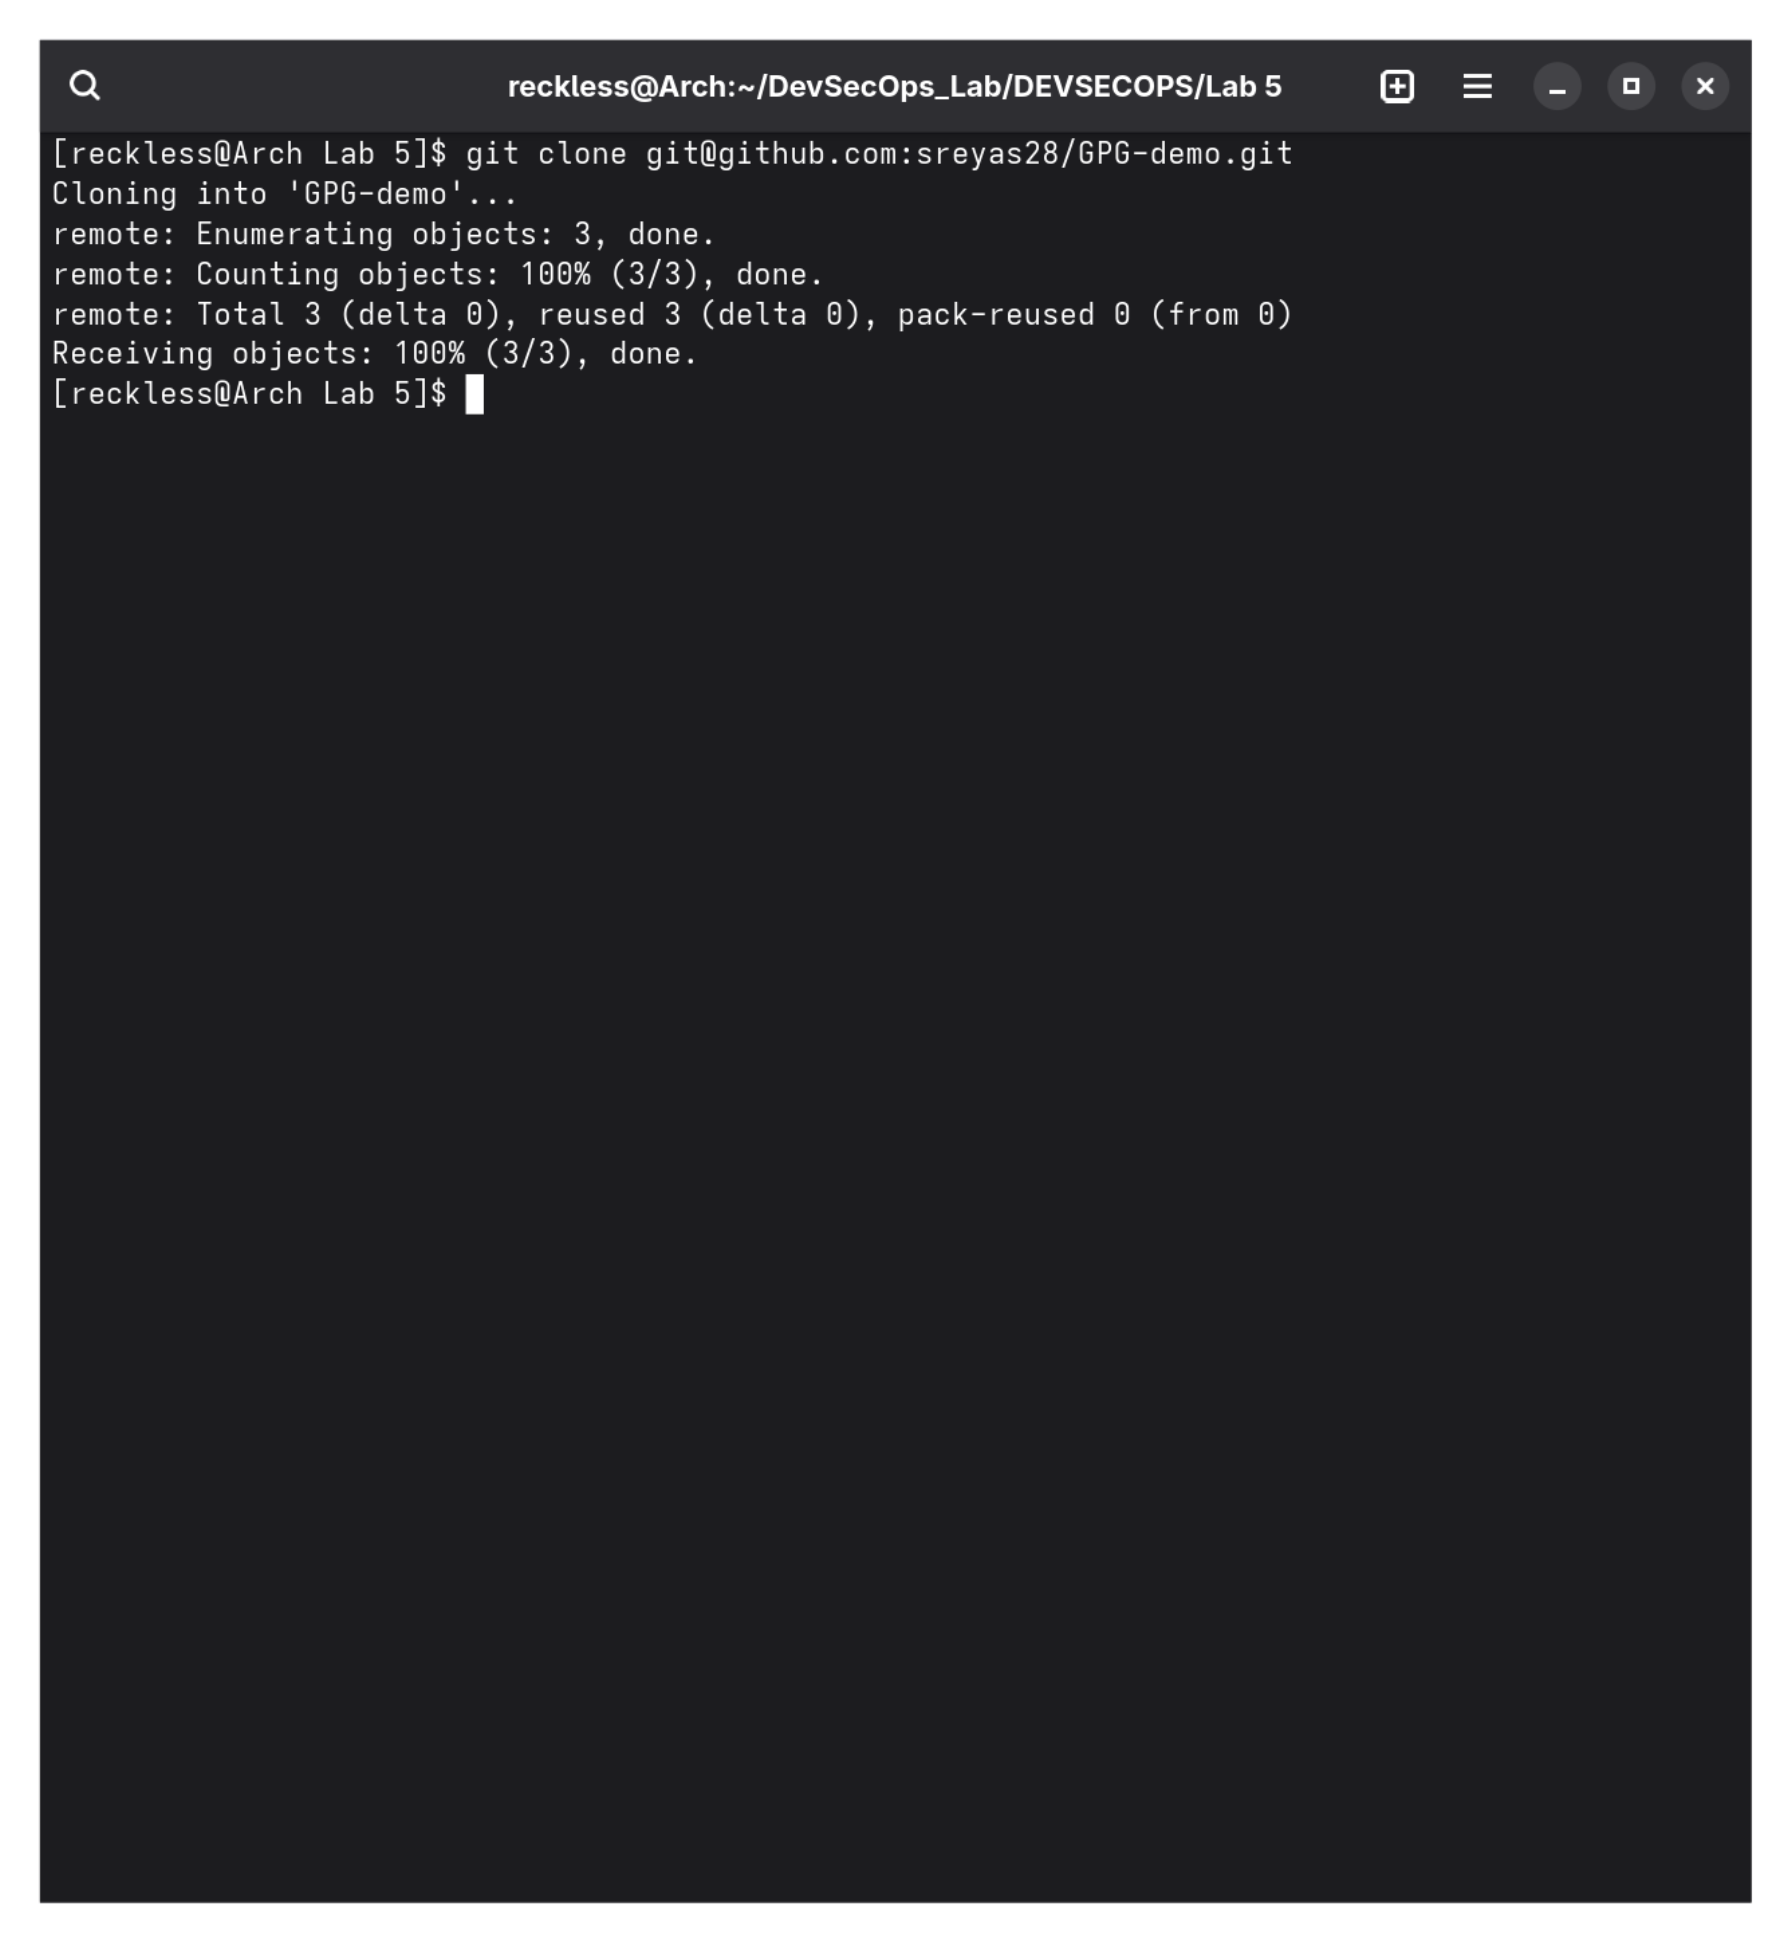 reckless@Arch:~/DevSecOps_Lab/DEVSECOPS/Lab 5
[reckless@Arch Lab 5]$ git clone git@github.com:sreyas28/GPG-demo.git
Cloning into 'GPG-demo'...
remote: Enumerating objects: 3, done.
remote: Counting objects: 100% (3/3), done.
remote: Total 3 (delta 0), reused 3 (delta 0), pack-reused 0 (from 0)
Receiving objects: 100% (3/3), done.
[reckless@Arch Lab 5]$